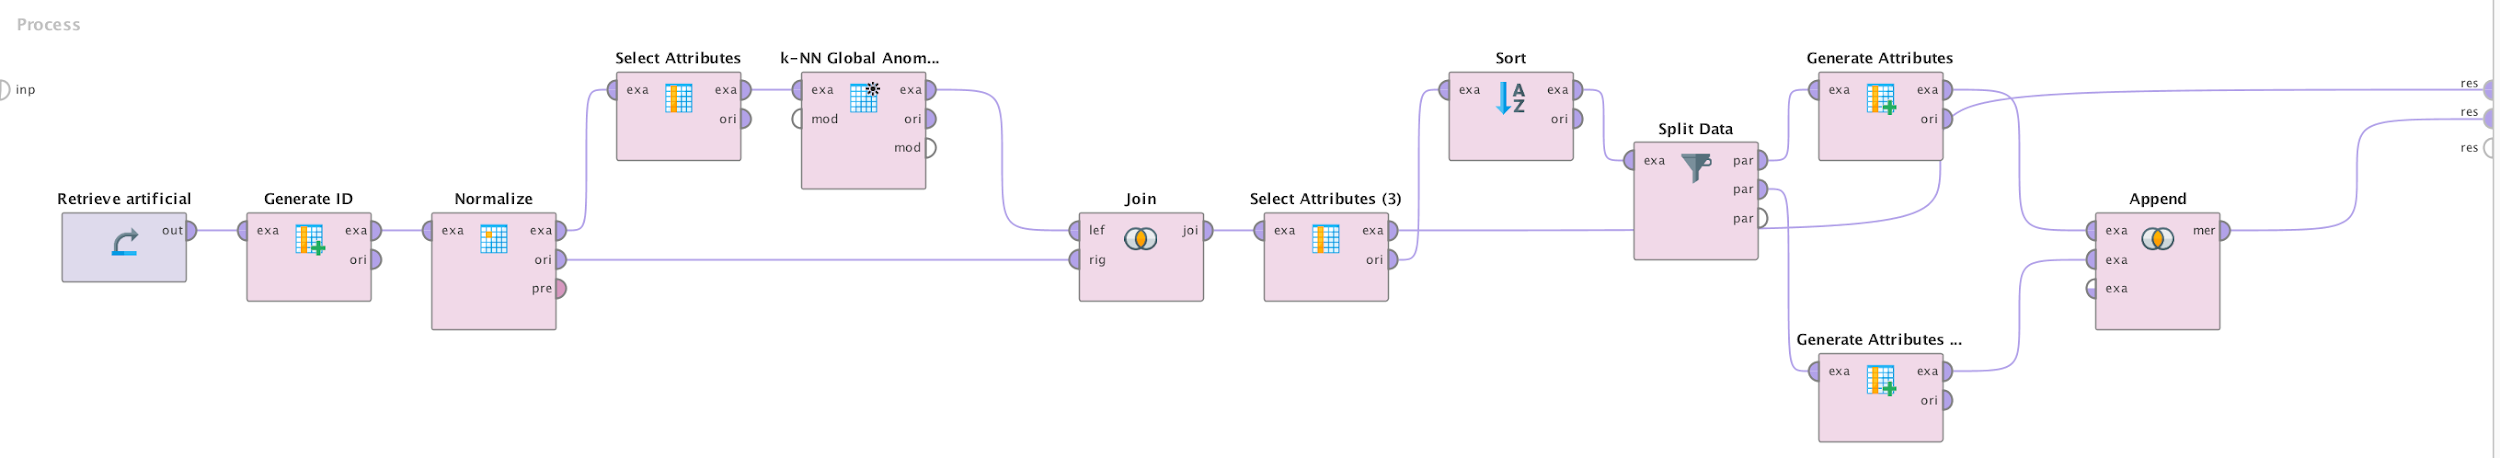 Process
inp
Retrieve artificial
out
Generate ID
exa exa
ori
Normalize
exa exa
ori
pre
Select Attributes
exa exa
ori
k-NN Global Anom...
exa exa
mod ori
mod
Join
lef joi
rig
Select Attributes (3)
exa exa
ori
Sort
A
Z
exa exa
ori
Split Data
exa par
par
par
Generate Attributes
exa exa
ori
Generate Attributes ...
exa exa
ori
Append
exa mer
exa
exa
res
res
res